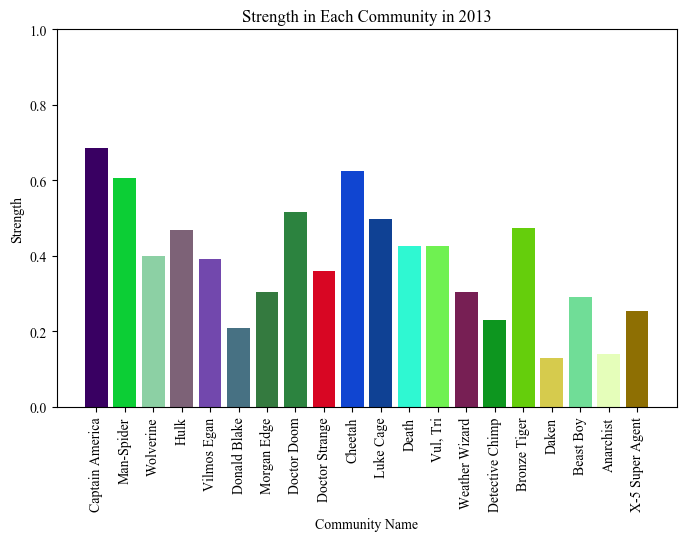 Strength in Each Community in 2013
1.0
0.8
0.6
0.4
0.2
0.0
Strength
Captain America
Man-Spider
Wolverine
Hulk
Vilmos Egan
Donald Blake
Morgan Edge
Doctor Doom
Doctor Strange
Cheetah
Luke Cage
Death
Vul, Tri
Weather Wizard
Detective Chimp
Bronze Tiger
Daken
Beast Boy
Anarchist
X-5 Super Agent
Community Name